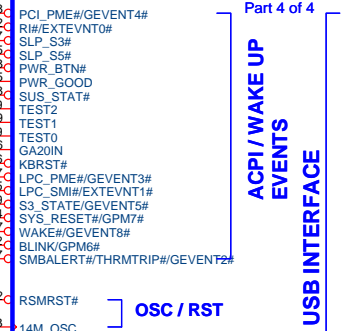 Part 4 of 4
PCI_PME#/GEVENT4#
RI#/EXTEVNT0#
SLP_S3#
SLP_S5#
PWR_BTN#
PWR_GOOD
SUS_STAT#
TEST2
TEST1
TEST0
GA20IN
KBRST#
LPC_PME#/GEVENT3#
LPC_SMI#/EXTEVNT1#
S3_STATE/GEVENT5#
SYS_RESET#/GPM7#
WAKE#/GEVENT8#
BLINK/GPM6#
SMBALERT#/THRMTRIP#/GEVENT2#
ACPI / WAKE UP
EVENTS
USB INTERFACE
RSMRST#
OSC / RST
14M_OSC